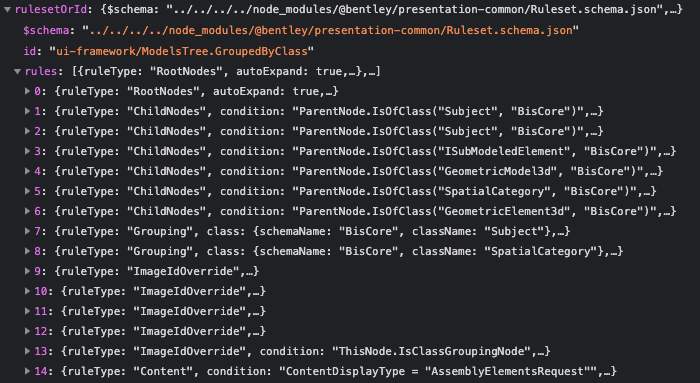 rulesetOrId: {$schema: "../../../../node_modules/@bentley/presentation-common/Ruleset.schema.json",…}
$schema: "../../../../node_modules/@bentley/presentation-common/Ruleset.schema.json"
id: "ui-framework/ModelsTree.GroupedByClass"
rules: [{ruleType: "RootNodes", autoExpand: true,…},…]
0: {ruleType: "RootNodes", autoExpand: true,…}
1: {ruleType: "ChildNodes", condition: "ParentNode.IsOfClass("Subject", "BisCore")",…}
2: {ruleType: "ChildNodes", condition: "ParentNode.IsOfClass("Subject", "BisCore")",…}
3: {ruleType: "ChildNodes", condition: "ParentNode.IsOfClass("ISubModeledElement", "BisCore")",…}
4: {ruleType: "ChildNodes", condition: "ParentNode.IsOfClass("GeometricModel3d", "BisCore")",…}
5: {ruleType: "ChildNodes", condition: "ParentNode.IsOfClass("SpatialCategory", "BisCore")",…}
6: {ruleType: "ChildNodes", condition: "ParentNode.IsOfClass("GeometricElement3d", "BisCore")",…}
7: {ruleType: "Grouping", class: {schemaName: "BisCore", className: "Subject"},…}
8: {ruleType: "Grouping", class: {schemaName: "BisCore", className: "SpatialCategory"},…}
9: {ruleType: "ImageIdOverride",…}
10: {ruleType: "ImageIdOverride",…}
11: {ruleType: "ImageIdOverride",…}
12: {ruleType: "ImageIdOverride",…}
13: {ruleType: "ImageIdOverride", condition: "ThisNode.IsClassGroupingNode",…}
14: {ruleType: "Content", condition: "ContentDisplayType = "AssemblyElementsRequest"",…}